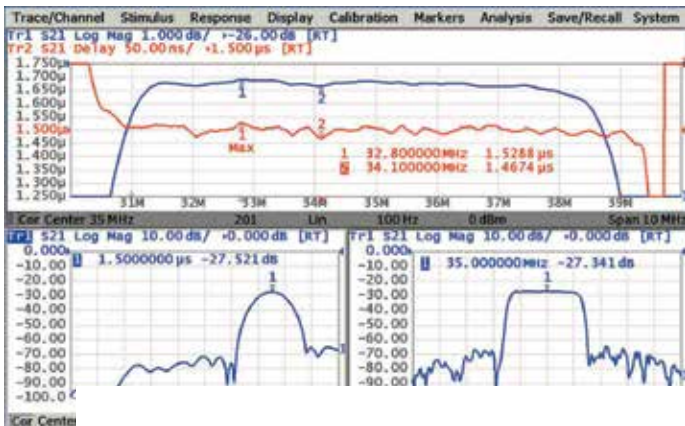 Trace/Channel Stimulus Response Display Calibration Markers Analysis Save/Recall System
Tr1 S21 Log Mag 1.000dB/ -26.00 dB [RT]
Tr2 S21 Delay 50.00ns/ 1.500µs [RT]
1.750µ
1.700µ
1.650µ
1.600µ
1.550µ
1.500µ
1.450µ
1.400µ
1.350µ
1.300µ
1.250µ
1
2
1
Max
2
1 32.800000MHz 1.5288 µs
2 34.100000MHz 1.4674 µs
31M 32M 33M 34M 35M 36M 37M 38M 39M
Cor Center 35 MHz 201 Lin 100 Hz 0 dBm Span 10 MHz
Tr1 S21 Log Mag 10.00dB/ 0.000dB [RT]
0.000
-10.00
-20.00
-30.00
-40.00
-50.00
-60.00
-70.00
-80.00
-90.00
-100.0
1 1.5000000 µs -27.521 dB
1
Cor Cente
Tr1 S21 Log Mag 10.00dB/ 0.000dB [RT]
0.000
-10.00
-20.00
-30.00
-40.00
-50.00
-60.00
-70.00
-80.00
-90.00
1 35.000000MHz -27.341 dB
1